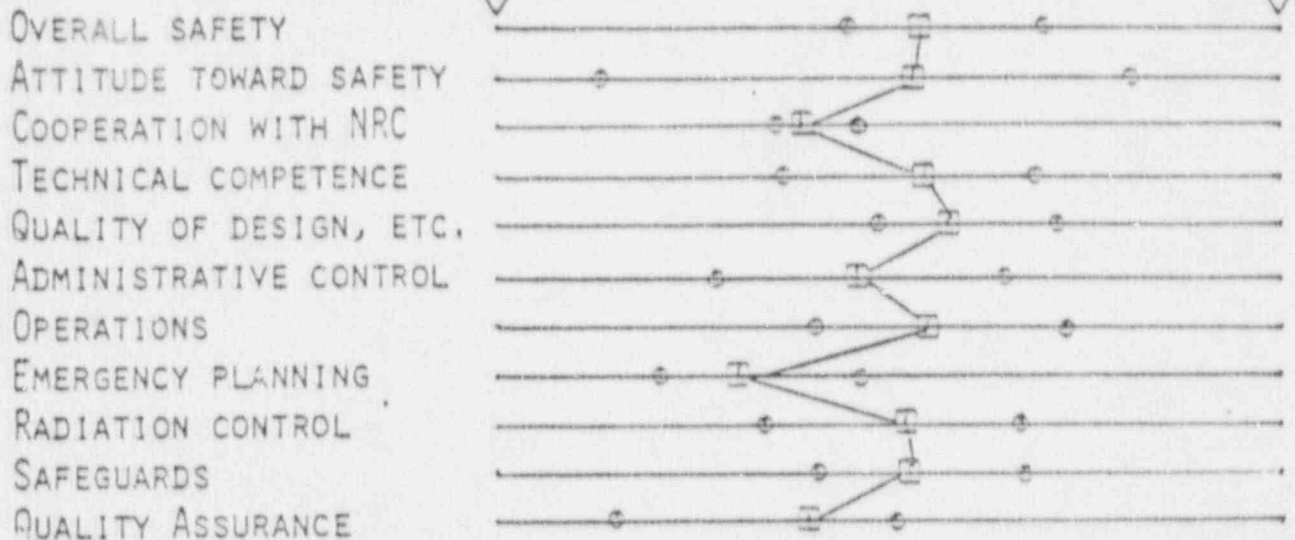 OVERALL SAFETY
ATTITUDE TOWARD SAFETY
COOPERATION WITH NRC
TECHNICAL COMPETENCE
QUALITY OF DESIGN, ETC.
ADMINISTRATIVE CONTROL
OPERATIONS
EMERGENCY PLANNING
RADIATION CONTROL
SAFEGUARDS
QUALITY ASSURANCE